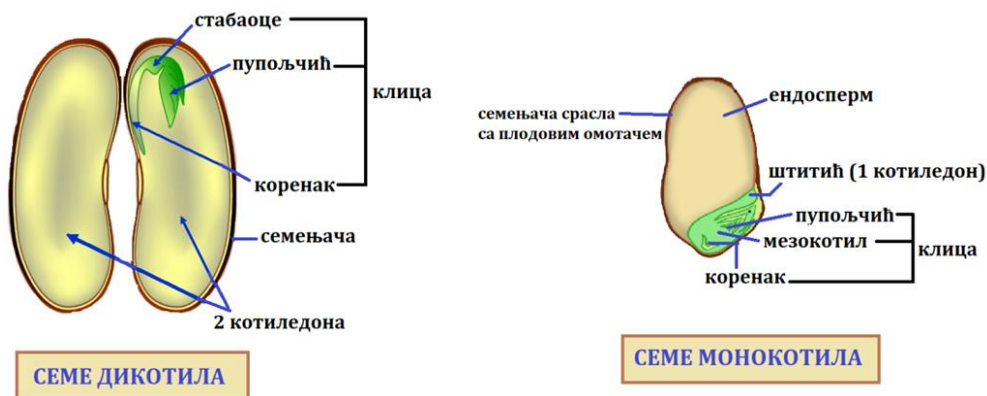 стабаоце
пупољчић
клица
коренак
семењача
2 котиледона
СЕМЕ ДИКОТИЛА
семењача срасла
са плодовим омотачем
ендосперм
штитић (1 котиледон)
пупољчић
мезокотил
клица
коренак
СЕМЕ МОНОКОТИЛА